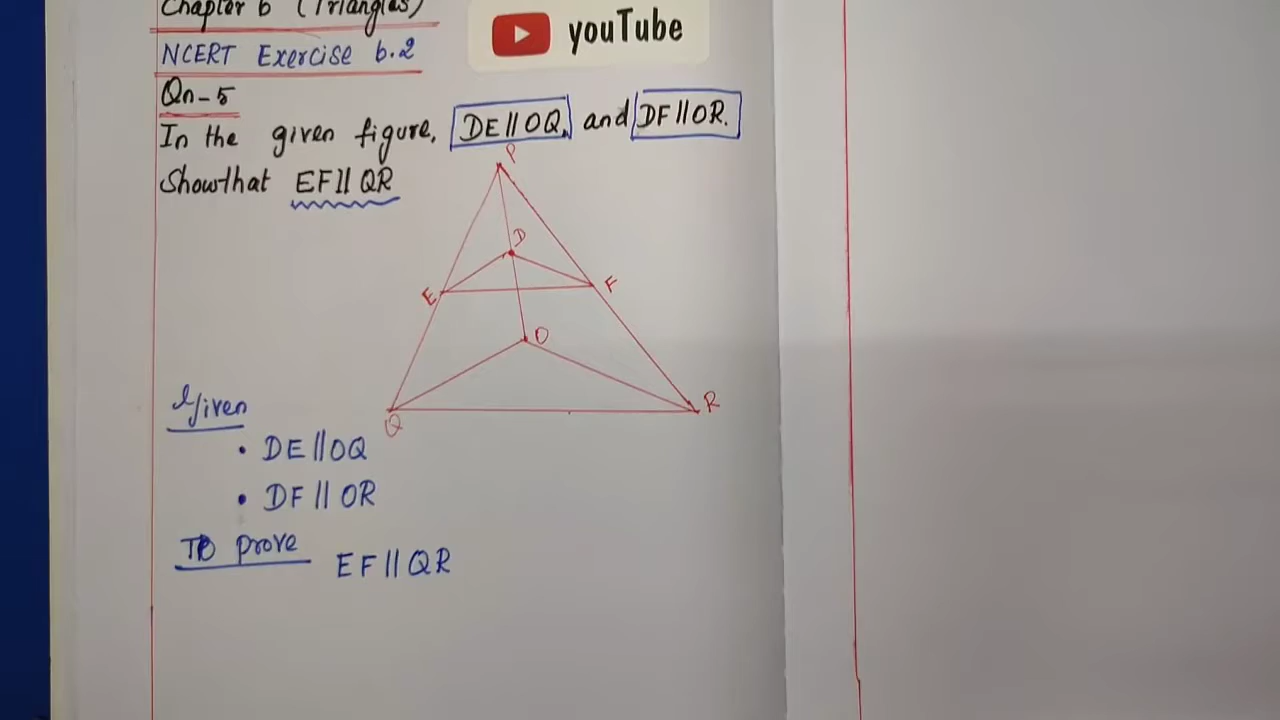 Chapter 6 (Triangles)
youTube
NCERT Exercise 6.2
Qn-5
In the given figure, DE||OQ, and DF||OR.
Show that EF||QR
P
D
E
F
O
Q
R
Given
• DE||OQ
• DF||OR
To prove EF||QR